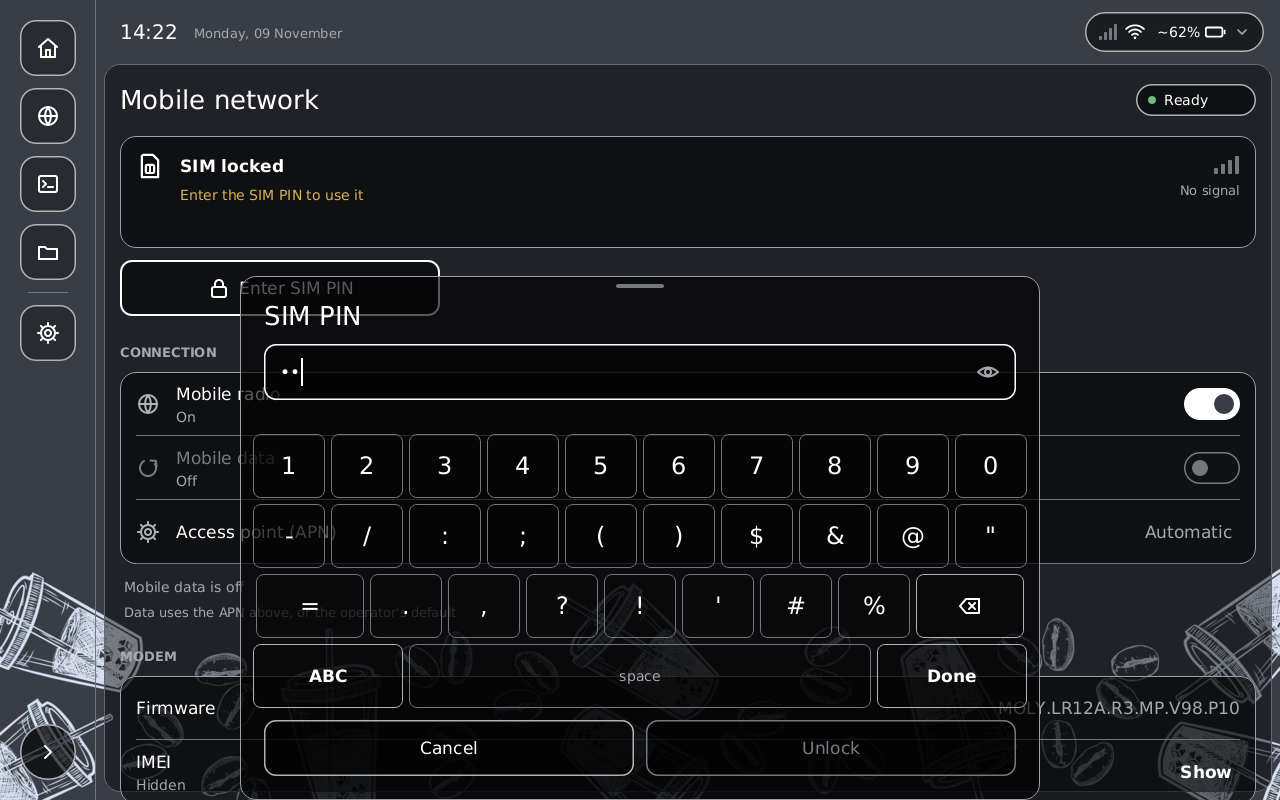 14:22 Monday, 09 November
~62%
Mobile network
Ready
SIM locked
Enter the SIM PIN to use it
No signal
Enter SIM PIN
SIM PIN
••
CONNECTION
Mobile radio
On
Mobile data
Off
Access point (APN)
Automatic
Mobile data is off
Data uses the APN above, or the operator's default
1 2 3 4 5 6 7 8 9 0
- / : ; ( ) $ & @ "
= . , ? ! ' # %
ABC space Done
Cancel Unlock
MODEM
Firmware
MOLY.LR12A.R3.MP.V98.P10
IMEI
Hidden
Show